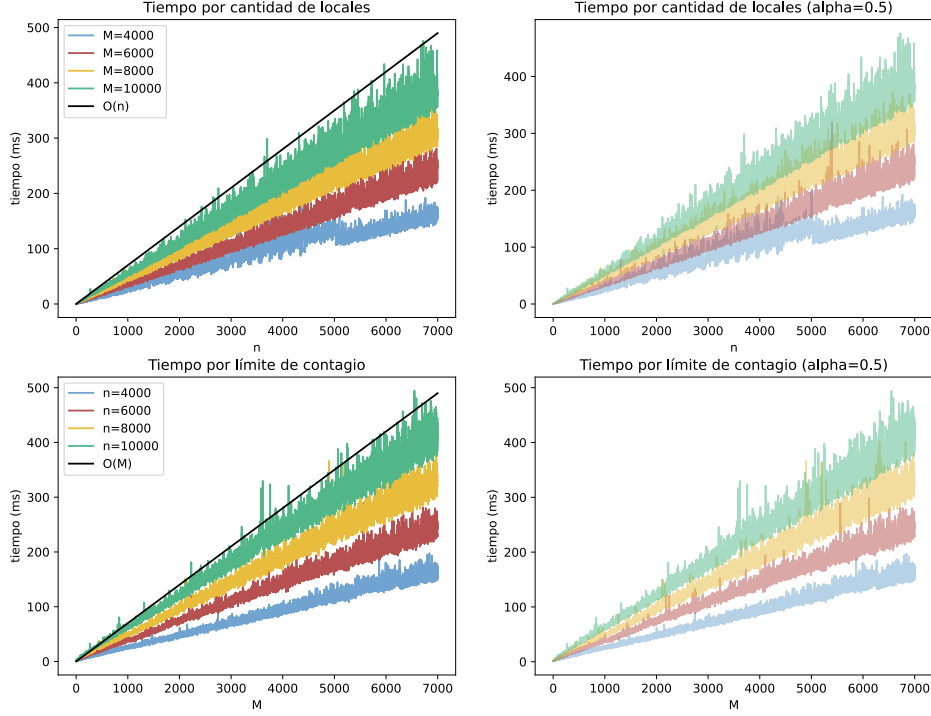 Tiempo por cantidad de locales
500
400
300
200
100
0
tiempo (ms)
M=4000
M=6000
M=8000
M=10000
O(n)
0 1000 2000 3000 4000 5000 6000 7000
n
Tiempo por cantidad de locales (alpha=0.5)
400
300
200
100
0
tiempo (ms)
0 1000 2000 3000 4000 5000 6000 7000
n
Tiempo por límite de contagio
500
400
300
200
100
0
tiempo (ms)
n=4000
n=6000
n=8000
n=10000
O(M)
0 1000 2000 3000 4000 5000 6000 7000
M
Tiempo por límite de contagio (alpha=0.5)
500
400
300
200
100
0
tiempo (ms)
0 1000 2000 3000 4000 5000 6000 7000
M